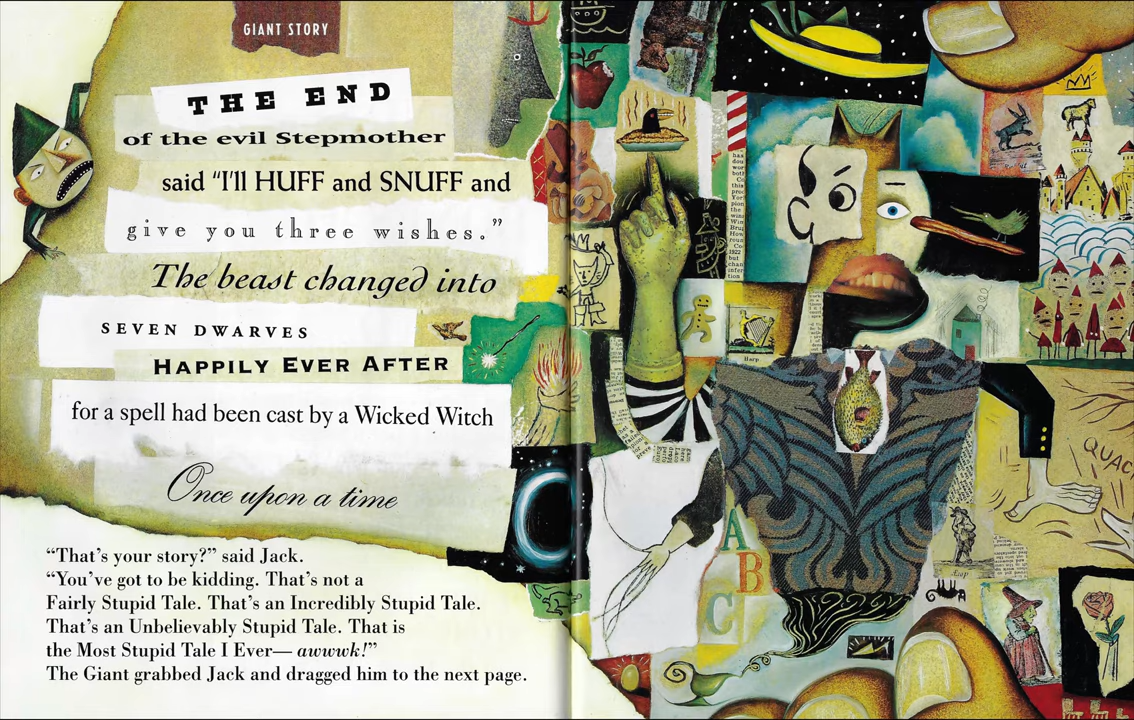 GIANT STORY
THE END
of the evil Stepmother
said "I'll HUFF and SNUFF and
give you three wishes."
The beast changed into
SEVEN DWARVES
HAPPILY EVER AFTER
for a spell had been cast by a Wicked Witch
Once upon a time
"That's your story?" said Jack.
"You've got to be kidding. That's not a
Fairly Stupid Tale. That's an Incredibly Stupid Tale.
That's an Unbelievably Stupid Tale. That is
the Most Stupid Tale I Ever— awwwk!"
The Giant grabbed Jack and dragged him to the next page.
Harp
QUAC
A
B
C